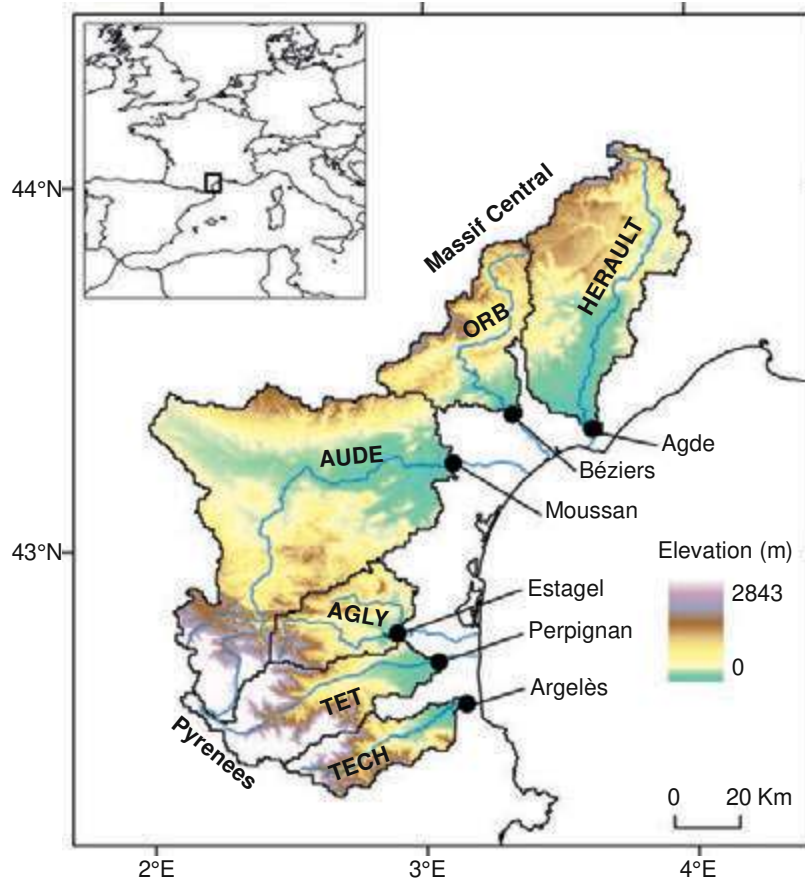 44°N
Massif Central
HERAULT
ORB
Agde
AUDE
Béziers
Moussan
43°N
Elevation (m)
2843
Estagel
AGLY
Perpignan
0
TET
Argelès
Pyrenees
TECH
0 20 Km
2°E 3°E 4°E